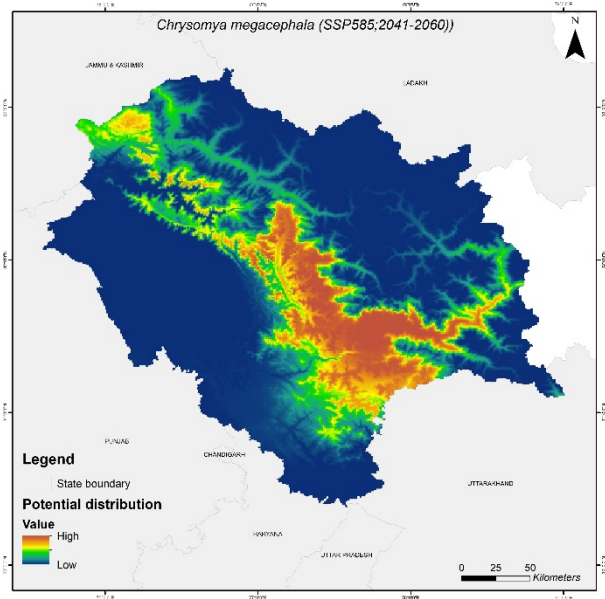 Chrysomya megacephala (SSP585;2041-2060))
N
JAMMU & KASHMIR
LADAKH
PUNJAB
CHANDIGARH
HARYANA
UTTAR PRADESH
UTTARAKHAND
Legend
State boundary
Potential distribution
Value
High
Low
0 25 50
Kilometers